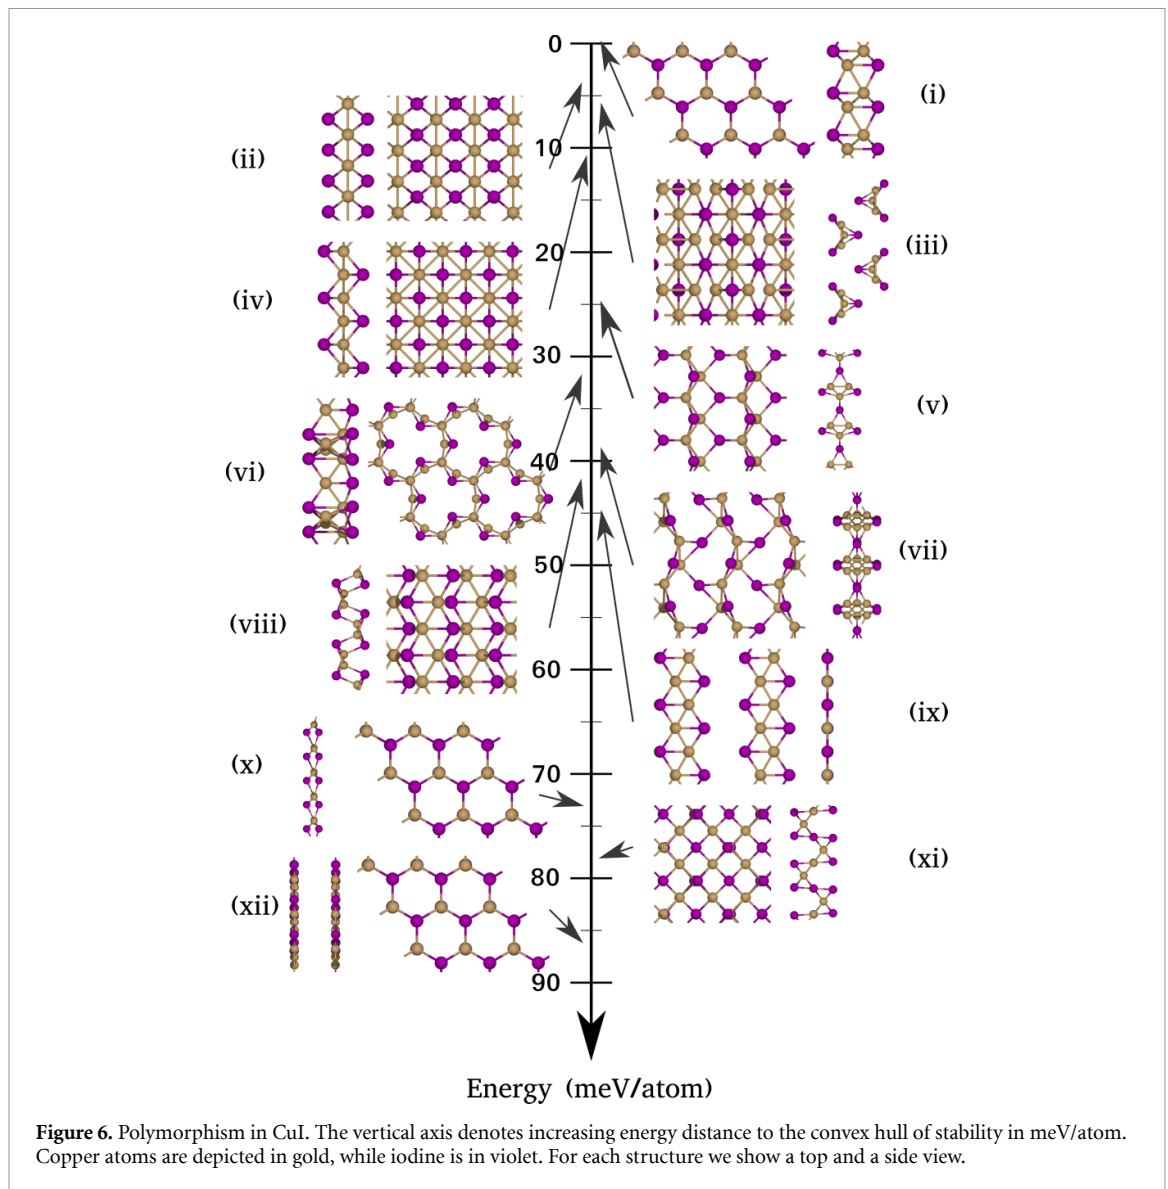 0
(i)
(ii)
10
(iii)
20
(iv)
30
(v)
(vi)
40
(vii)
50
(viii)
60
(ix)
(x)
70
(xi)
80
(xii)
90
Energy (meV/atom)
Figure 6. Polymorphism in CuI. The vertical axis denotes increasing energy distance to the convex hull of stability in meV/atom.
Copper atoms are depicted in gold, while iodine is in violet. For each structure we show a top and a side view.